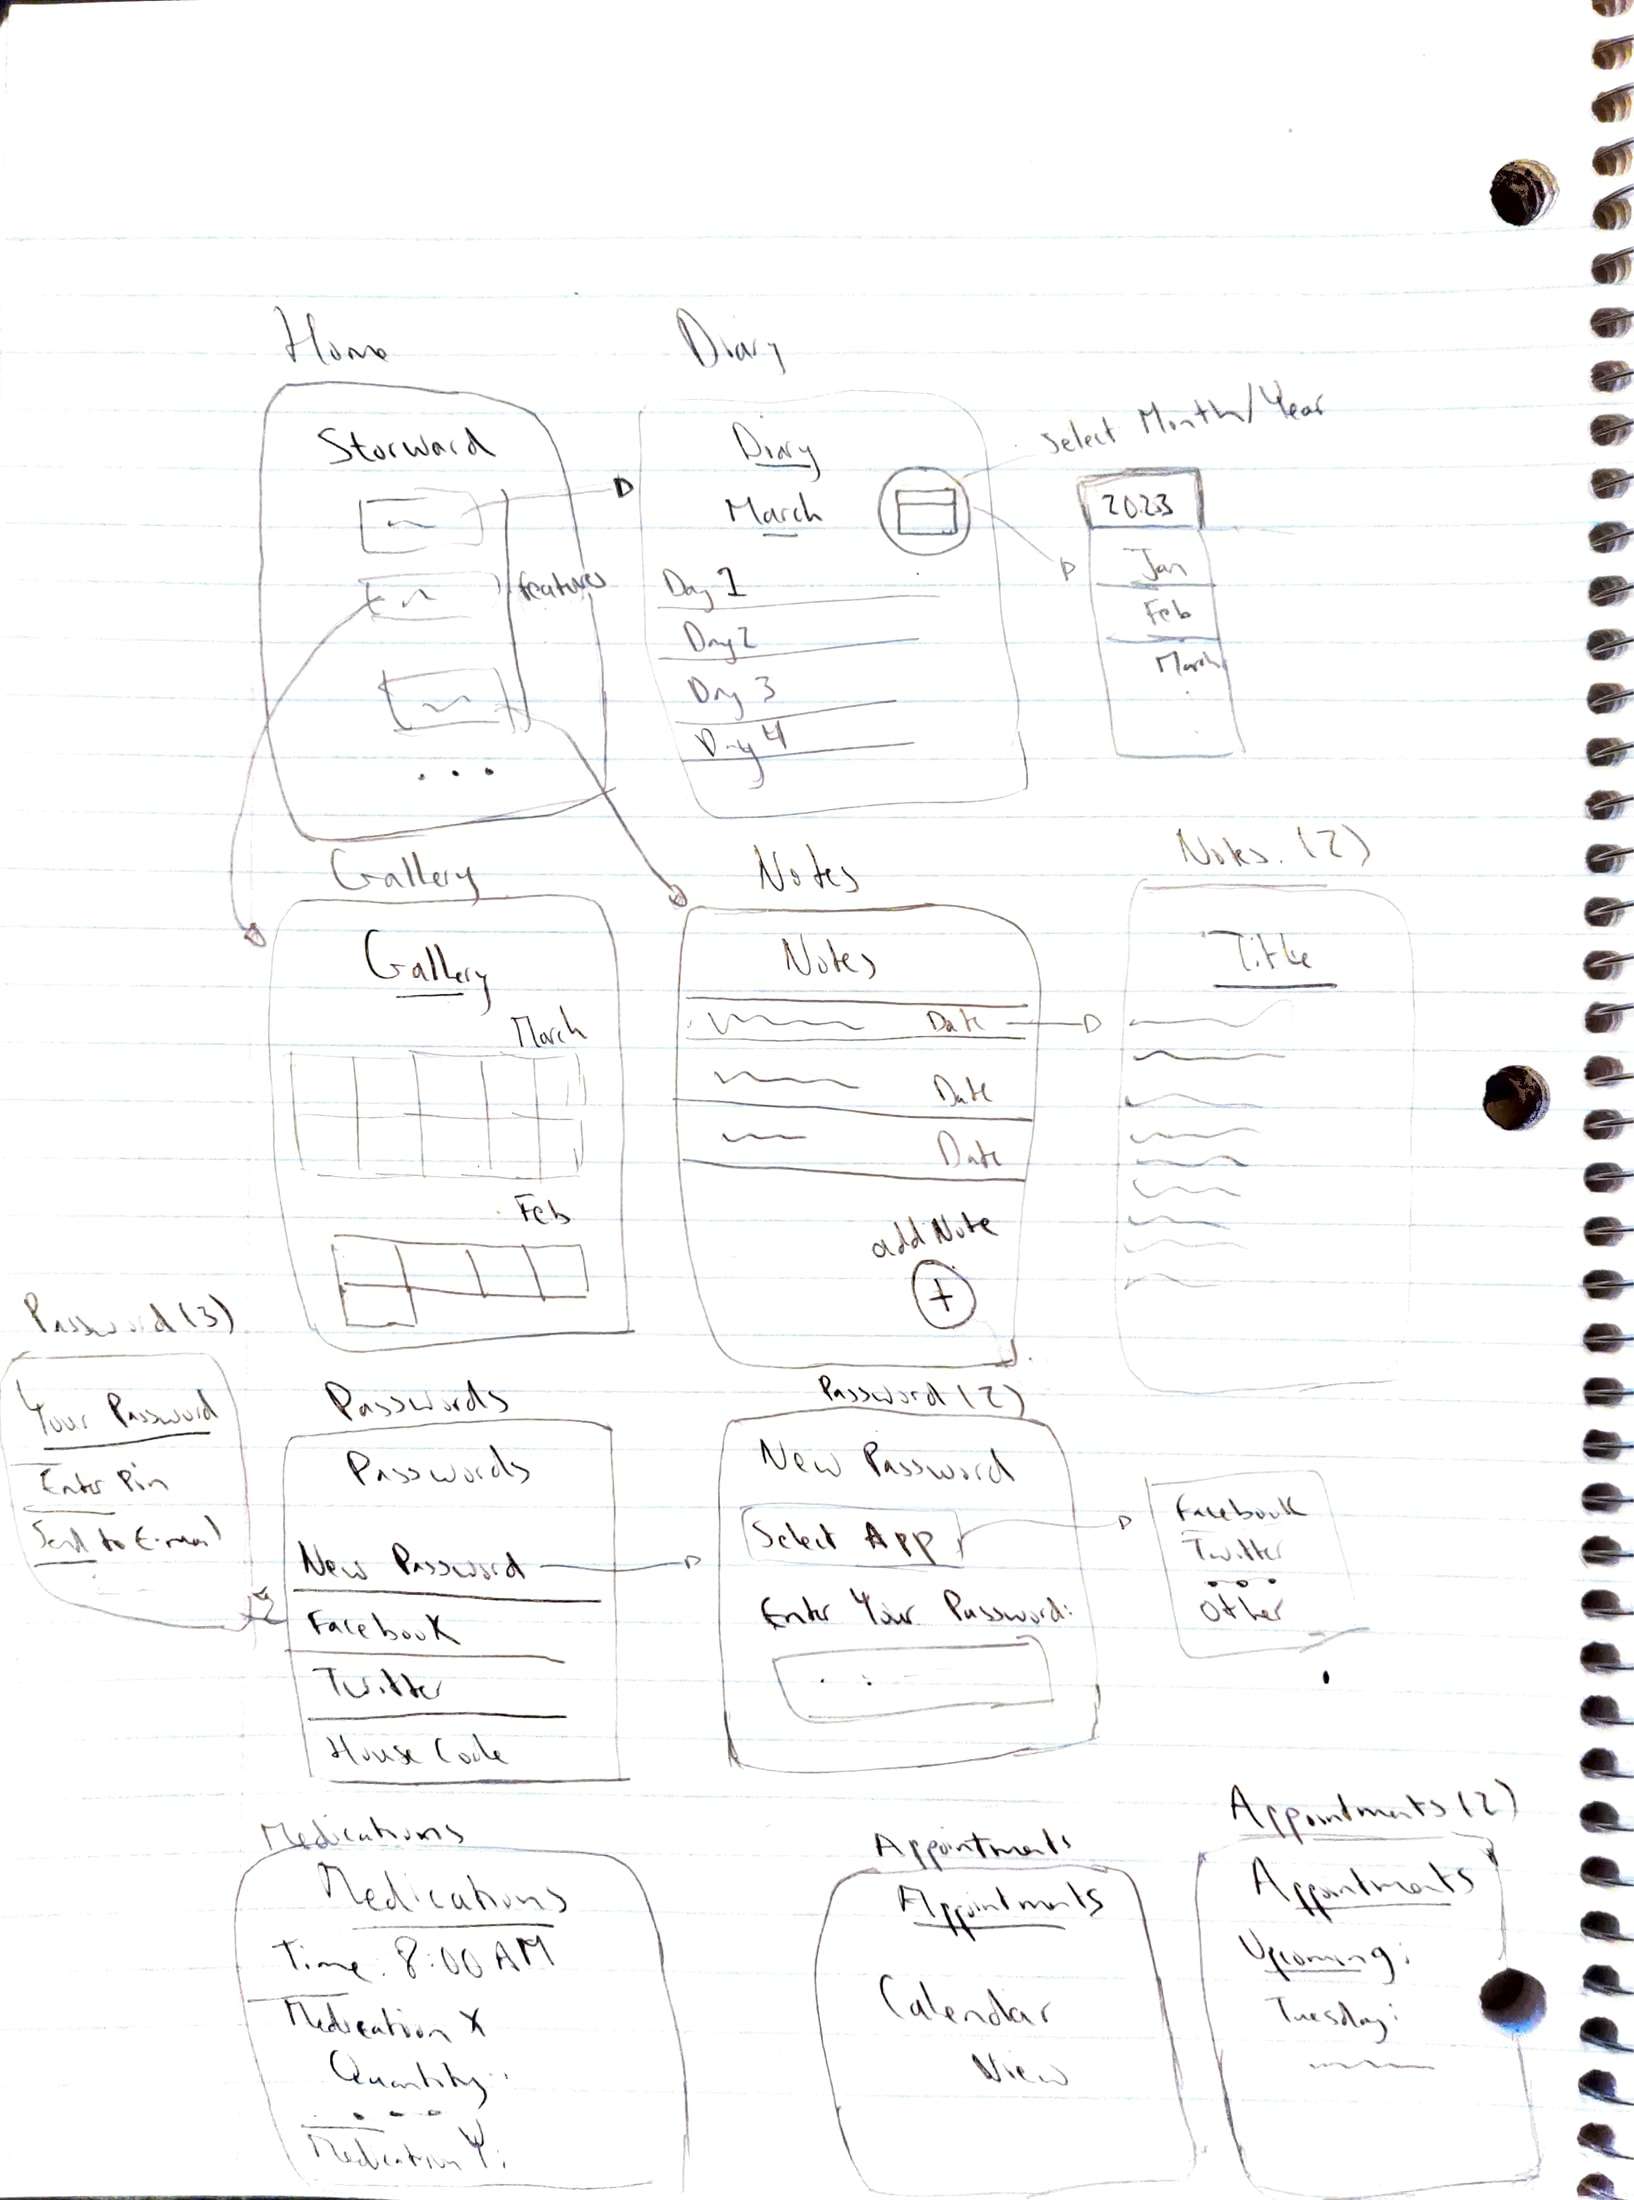 Home
Diary
Storward
features
Diary
March
Day 1
Day 2
Day 3
Day 4
Select Month/Year
2023
Jan
Feb
March
Gallery
Gallery
March
Feb
Notes
Notes
Date
Date
Date
add Note
+
Notes (2)
Title
Password (3)
Your Password
Enter Pin
Send to E-mail
Passwords
Passwords
New Password
Facebook
Twitter
House Code
Password (2)
New Password
Select App
Enter Your Password:
Facebook
Twitter
...
Other
Medications
Medications
Time: 8:00 AM
Medication X
Quantity:
...
Medication Y:
Appointments
Appointments
Calendar
View
Appointments (2)
Appointments
Upcoming:
Tuesday: